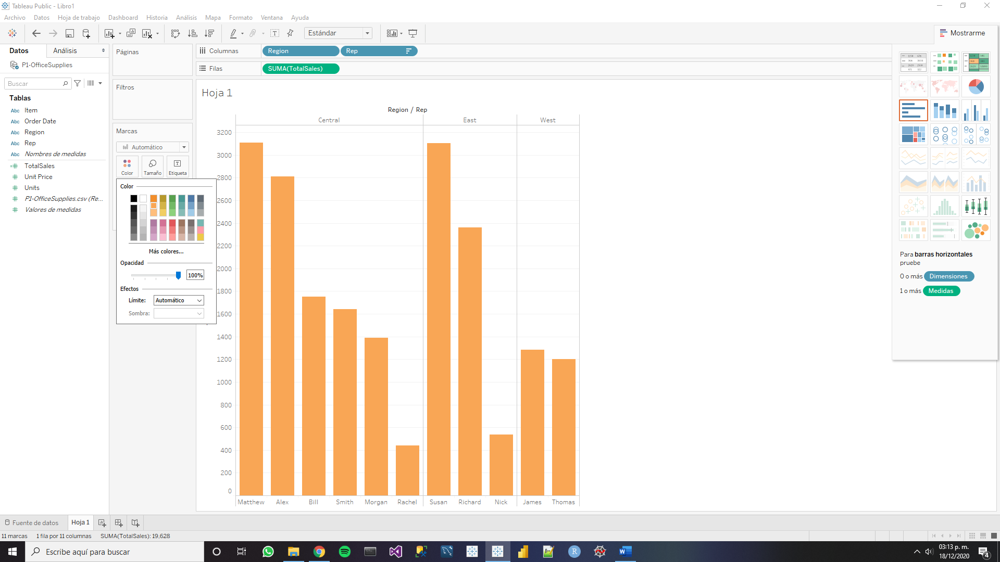 Tableau Public - Libro1
Archivo Datos Hoja de trabajo Dashboard Historia Análisis Mapa Formato Ventana Ayuda
Estándar
Mostrarme
Datos Análisis
P1-OfficeSupplies
Buscar
Tablas
Abc Item
Abc Order Date
Abc Region
Abc Rep
Abc Nombres de medidas
TotalSales
Unit Price
Units
P1-OfficeSupplies.csv (Re...
Valores de medidas
Páginas
Filtros
Marcas
Automático
Color Tamaño Etiqueta
Color
Más colores...
Opacidad
100%
Efectos
Límite: Automático
Sombra:
Columnas Region Rep
Filas SUMA(TotalSales)
Hoja 1
Region / Rep
Central East West
3200
3000
2800
2600
2400
2200
2000
1800
1600
1400
1200
1000
800
600
400
200
0
Matthew Alex Bill Smith Morgan Rachel Susan Richard Nick James Thomas
Para barras horizontales
pruebe
0 o más Dimensiones
1 o más Medidas
Fuente de datos Hoja 1
11 marcas 1 fila por 11 columnas SUMA(TotalSales): 19,628
Escribe aquí para buscar
03:13 p. m.
18/12/2020
4